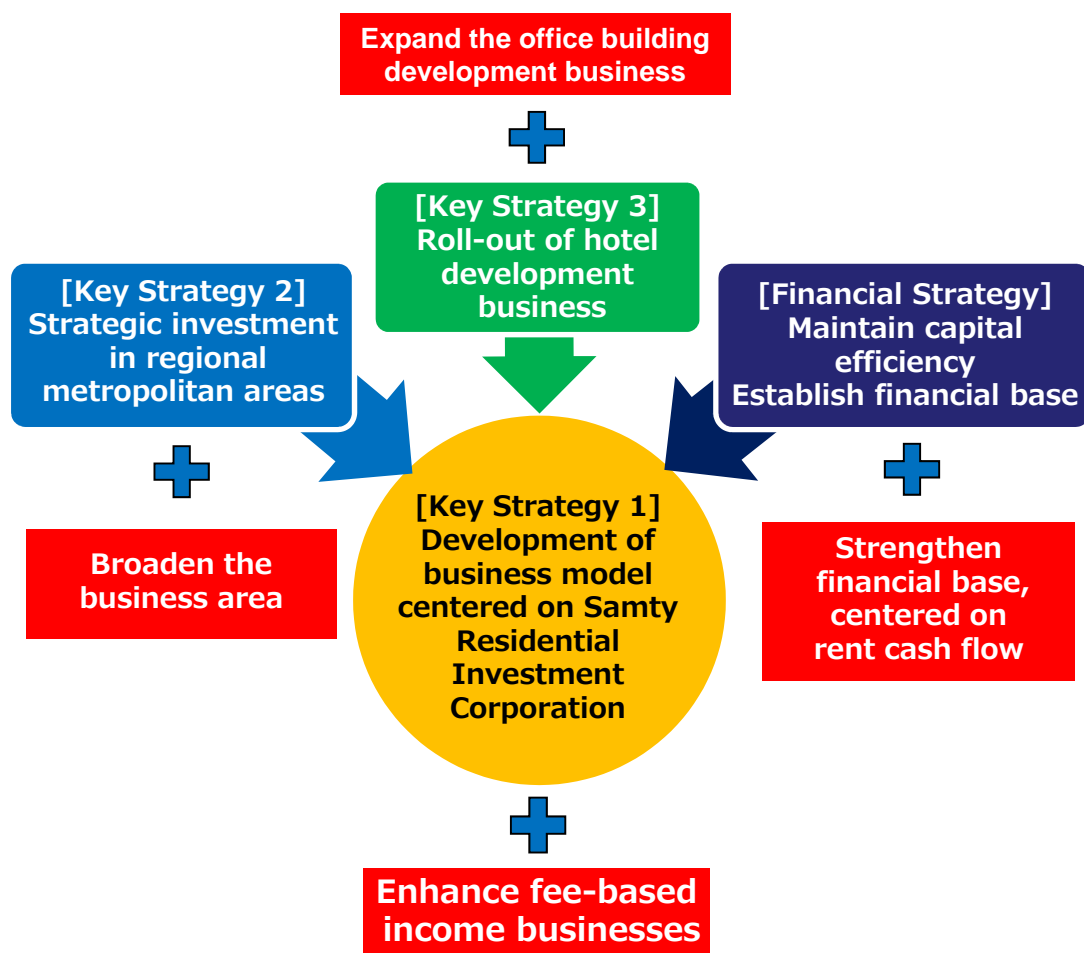 Expand the office building
development business
[Key Strategy 3]
Roll-out of hotel
development
business
[Key Strategy 2]
Strategic investment
in regional
metropolitan areas
[Financial Strategy]
Maintain capital
efficiency
Establish financial base
[Key Strategy 1]
Development of
business model
centered on Samty
Residential
Investment
Corporation
Broaden the
business area
Strengthen
financial base,
centered on
rent cash flow
Enhance fee-based
income businesses